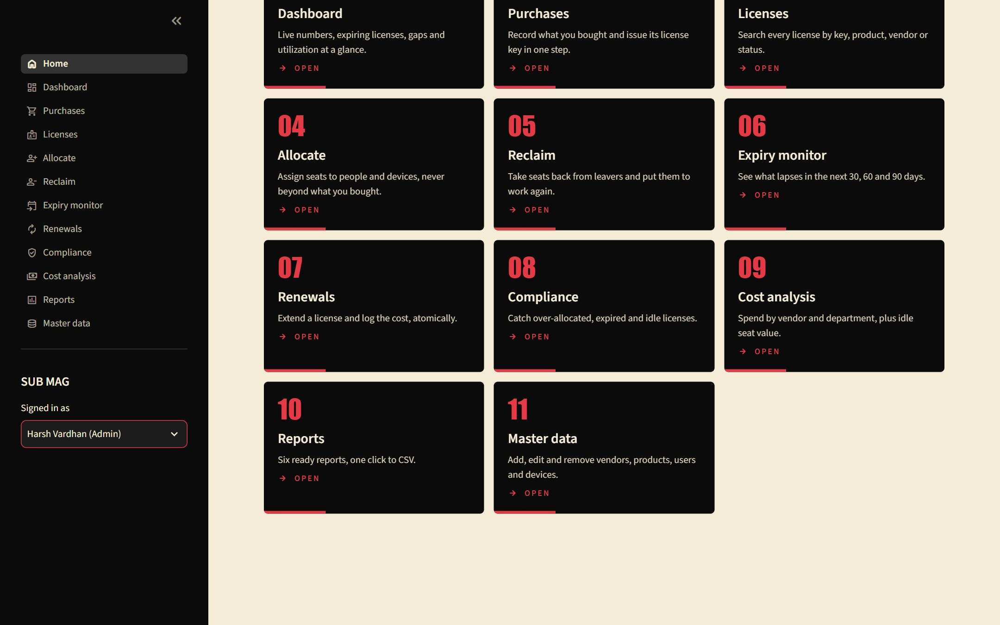 Home
Dashboard
Purchases
Licenses
Allocate
Reclaim
Expiry monitor
Renewals
Compliance
Cost analysis
Reports
Master data
SUB MAG
Signed in as
Harsh Vardhan (Admin)
Dashboard
Live numbers, expiring licenses, gaps and
utilization at a glance.
OPEN
Purchases
Record what you bought and issue its license
key in one step.
OPEN
Licenses
Search every license by key, product, vendor or
status.
OPEN
04
Allocate
Assign seats to people and devices, never
beyond what you bought.
OPEN
05
Reclaim
Take seats back from leavers and put them to
work again.
OPEN
06
Expiry monitor
See what lapses in the next 30, 60 and 90 days.
OPEN
07
Renewals
Extend a license and log the cost, atomically.
OPEN
08
Compliance
Catch over-allocated, expired and idle licenses.
OPEN
09
Cost analysis
Spend by vendor and department, plus idle
seat value.
OPEN
10
Reports
Six ready reports, one click to CSV.
OPEN
11
Master data
Add, edit and remove vendors, products, users
and devices.
OPEN